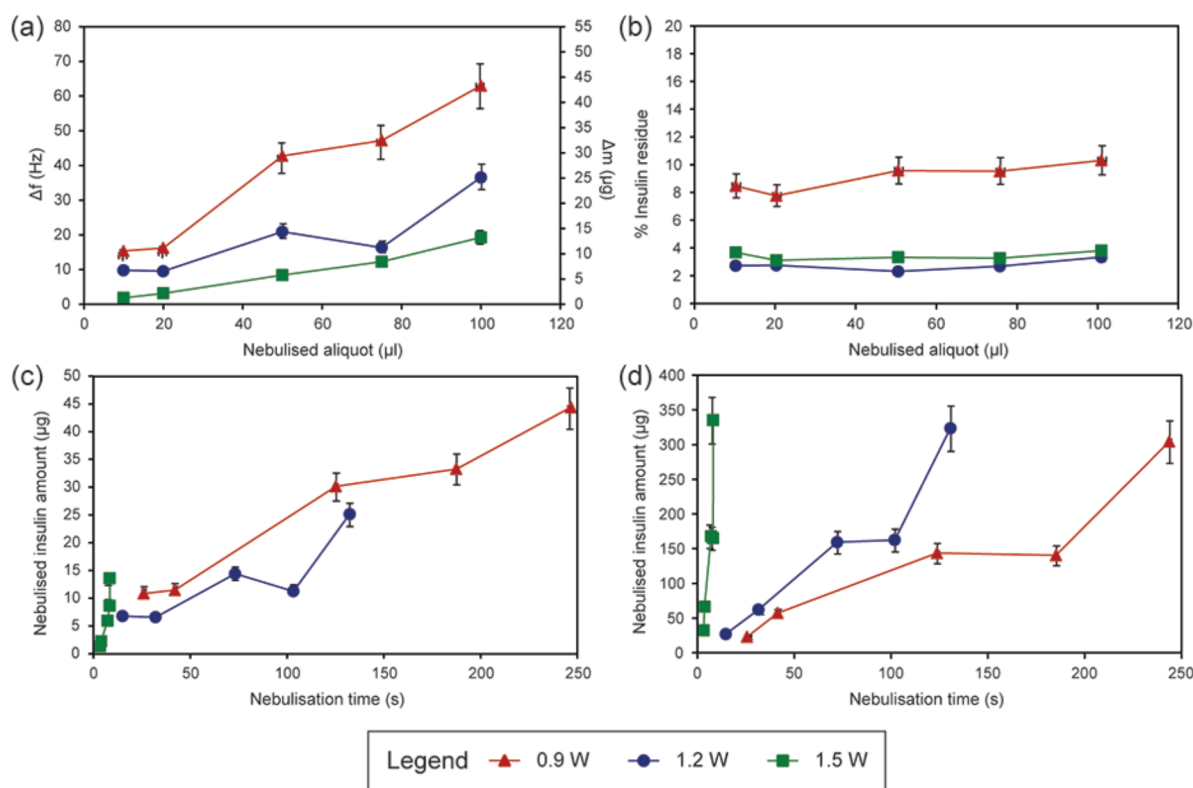 (a)
80
70
60
50
40
30
20
10
0
Δf (Hz)
55
50
45
40
35
30
25
20
15
10
5
0
Δm (µg)
0 20 40 60 80 100 120
Nebulised aliquot (µl)
(b)
20
18
16
14
12
10
8
6
4
2
0
% Insulin residue
0 20 40 60 80 100 120
Nebulised aliquot (µl)
(c)
50
45
40
35
30
25
20
15
10
5
0
Nebulised insulin amount (µg)
0 50 100 150 200 250
Nebulisation time (s)
(d)
400
350
300
250
200
150
100
50
0
Nebulised insulin amount (µg)
0 50 100 150 200 250
Nebulisation time (s)
Legend 0.9 W 1.2 W 1.5 W